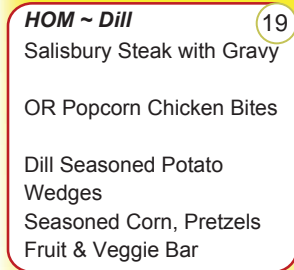 HOM ~ Dill
19
Salisbury Steak with Gravy
OR Popcorn Chicken Bites
Dill Seasoned Potato
Wedges
Seasoned Corn, Pretzels
Fruit & Veggie Bar